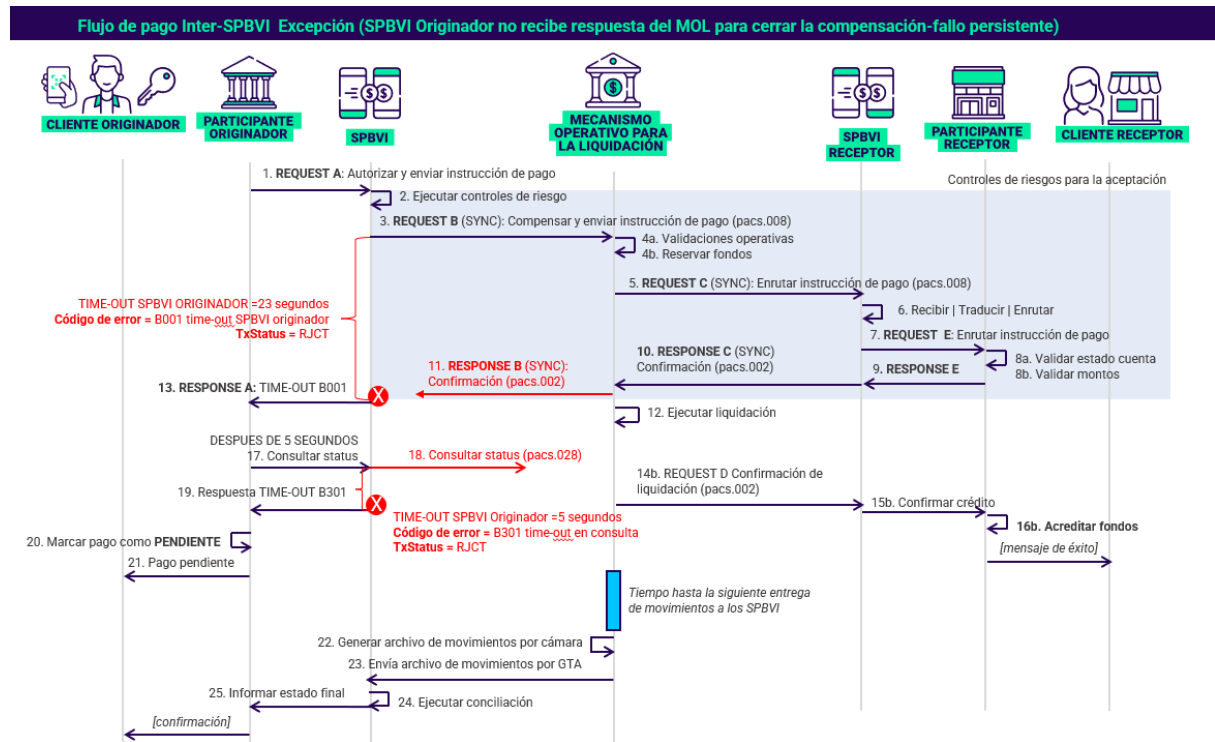 Flujo de pago Inter-SPBVI Excepción (SPBVI Originador no recibe respuesta del MOL para cerrar la compensación-fallo persistente)
CLIENTE ORIGINADOR
PARTICIPANTE
ORIGINADOR
SPBVI
MECANISMO
OPERATIVO PARA
LA LIQUIDACIÓN
SPBVI
RECEPTOR
PARTICIPANTE
RECEPTOR
CLIENTE RECEPTOR
1. REQUEST A: Autorizar y enviar instrucción de pago
Controles de riesgos para la aceptación
2. Ejecutar controles de riesgo
3. REQUEST B (SYNC): Compensar y enviar instrucción de pago (pacs.008)
4a. Validaciones operativas
4b. Reservar fondos
5. REQUEST C (SYNC): Enrutar instrucción de pago (pacs.008)
TIME-OUT SPBVI ORIGINADOR =23 segundos
Código de error = B001 time-out SPBVI originador
TxStatus = RJCT
6. Recibir | Traducir | Enrutar
7. REQUEST E: Enrutar instrucción de pago
8a. Validar estado cuenta
8b. Validar montos
9. RESPONSE E
10. RESPONSE C (SYNC)
Confirmación (pacs.002)
11. RESPONSE B (SYNC):
Confirmación (pacs.002)
13. RESPONSE A: TIME-OUT B001
X
12. Ejecutar liquidación
DESPUES DE 5 SEGUNDOS
17. Consultar status
18. Consultar status (pacs.028)
14b. REQUEST D Confirmación de
liquidación (pacs.002)
19. Respuesta TIME-OUT B301
X
15b. Confirmar crédito
TIME-OUT SPBVI Originador =5 segundos
Código de error = B301 time-out en consulta
TxStatus = RJCT
16b. Acreditar fondos
20. Marcar pago como PENDIENTE
[mensaje de éxito]
21. Pago pendiente
Tiempo hasta la siguiente entrega
de movimientos a los SPBVI
22. Generar archivo de movimientos por cámara
23. Envía archivo de movimientos por GTA
25. Informar estado final
24. Ejecutar conciliación
[confirmación]